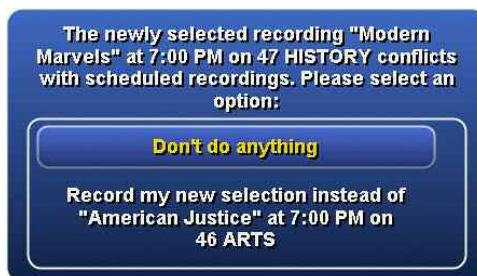 The newly selected recording "Modern
Marvels" at 7:00 PM on 47 HISTORY conflicts
with scheduled recordings. Please select an
option:
Don't do anything
Record my new selection instead of
"American Justice" at 7:00 PM on
46 ARTS